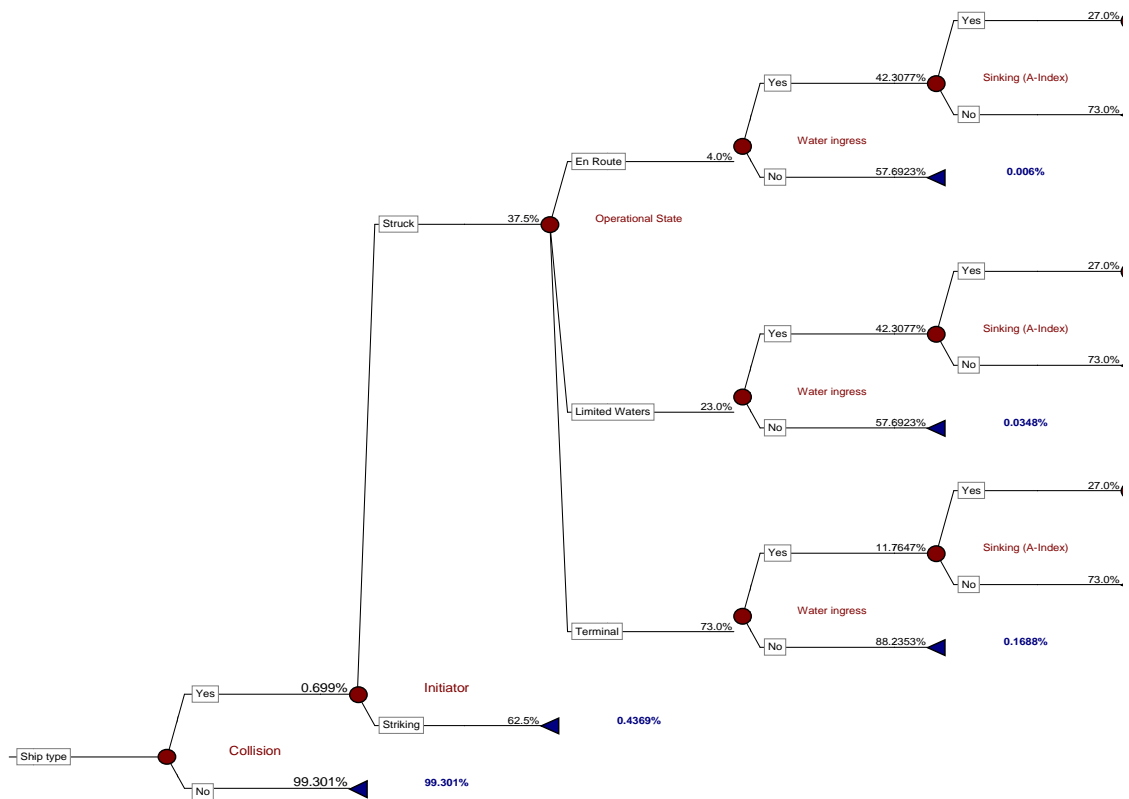 Yes
27.0%
Sinking (A-Index)
Yes
42.3077%
No
73.0%
Water ingress
En Route
4.0%
No
57.6923%
0.006%
Struck
37.5%
Operational State
Yes
27.0%
Sinking (A-Index)
Yes
42.3077%
No
73.0%
Water ingress
Limited Waters
23.0%
No
57.6923%
0.0348%
Yes
27.0%
Sinking (A-Index)
Yes
11.7647%
No
73.0%
Water ingress
Terminal
73.0%
No
88.2353%
0.1688%
Yes
0.699%
Initiator
Striking
62.5%
0.4369%
Ship type
Collision
No
99.301%
99.301%